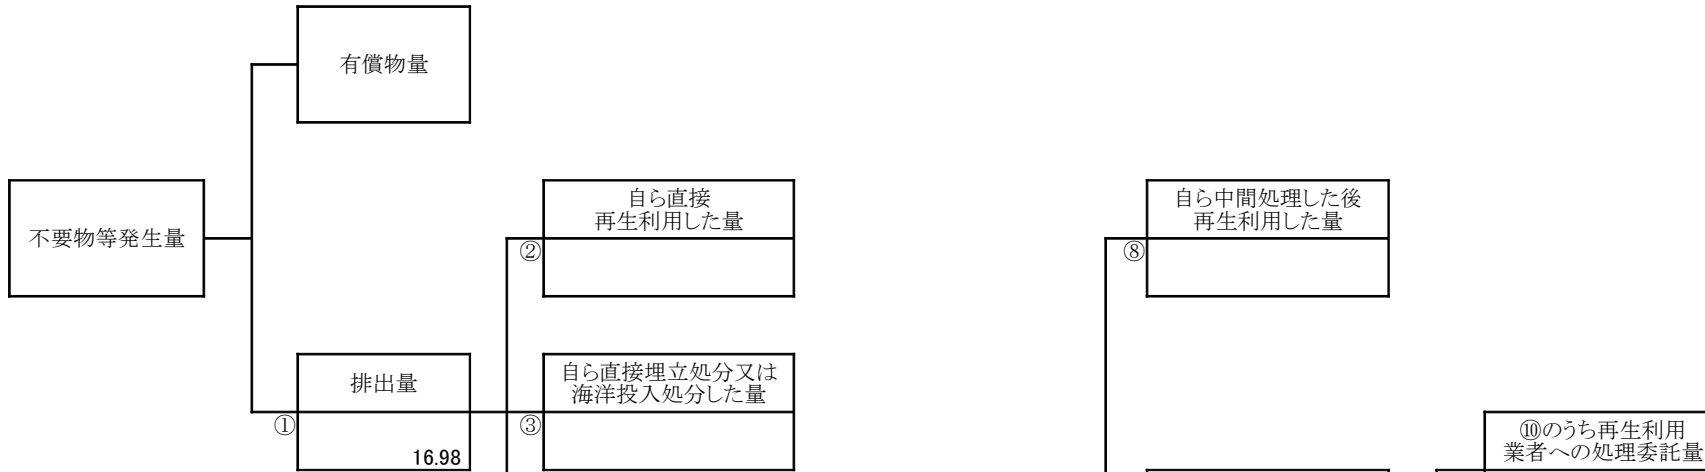 有償物量
不要物等発生量
自ら直接
再生利用した量
②
自ら中間処理した後
再生利用した量
⑧
排出量
①
16.98
自ら直接埋立処分又は
海洋投入処分した量
③
⑩のうち再生利用
業者への処理委託量